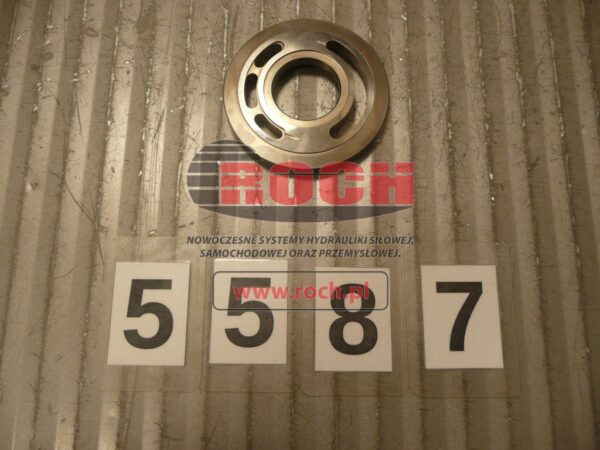 ROCH
NOWOCZESNE SYSTEMY HYDRAULIKI SIŁOWEJ,
SAMOCHODOWEJ ORAZ PRZEMYSŁOWEJ.
www.roch.pl
5 5 8 7